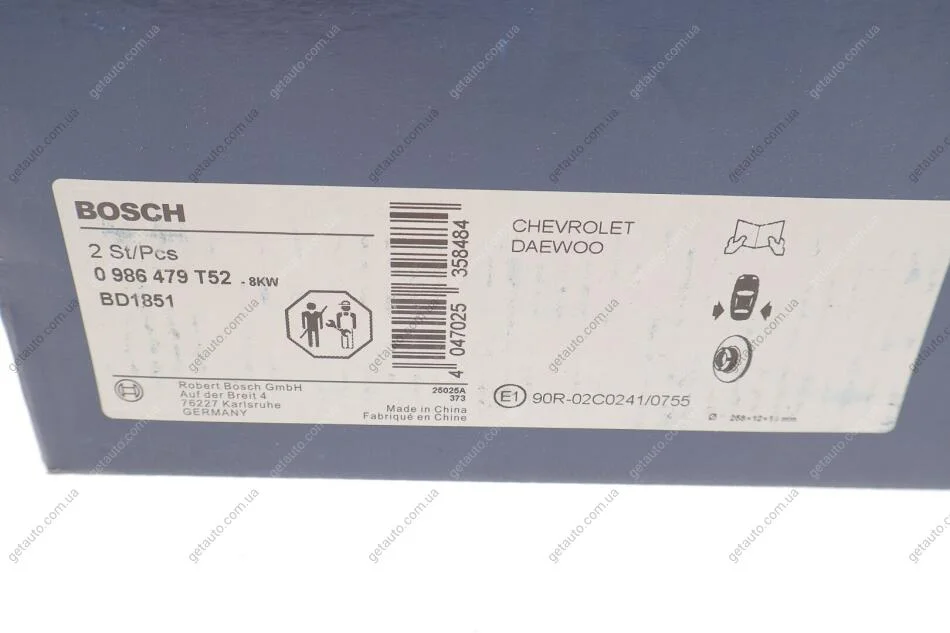 BOSCH
2 St/Pcs
0 986 479 T52 - 8KW
BD1851
4 047025 358484
CHEVROLET
DAEWOO
Robert Bosch GmbH
Auf der Breit 4
76227 Karlsruhe
GERMANY
25025A
373
Made in China
Fabriqué en Chine
E1 90R-02C0241/0755
getauto.com.ua